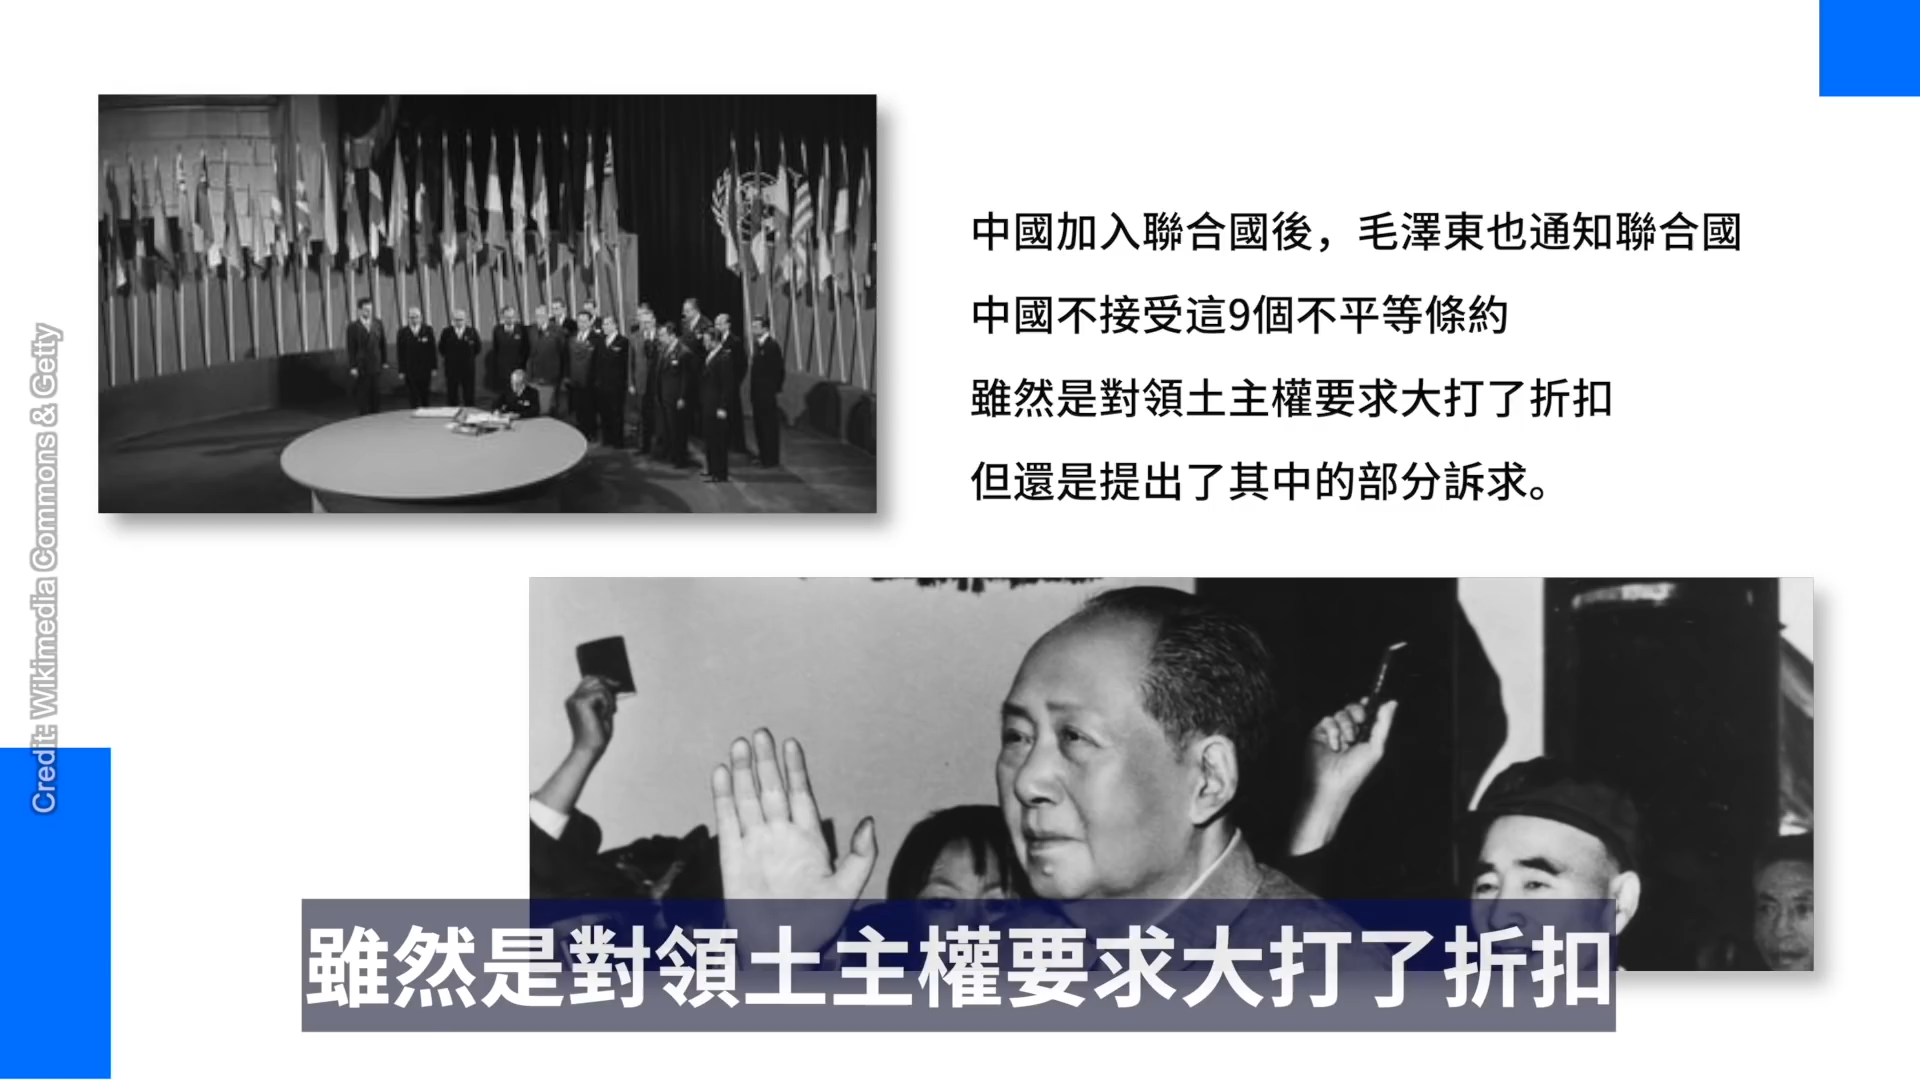 中國加入聯合國後，毛澤東也通知聯合國
中國不接受這9個不平等條約
雖然是對領土主權要求大打了折扣
但還是提出了其中的部分訴求。
Credit: Wikimedia Commons & Getty
雖然是對領土主權要求大打了折扣